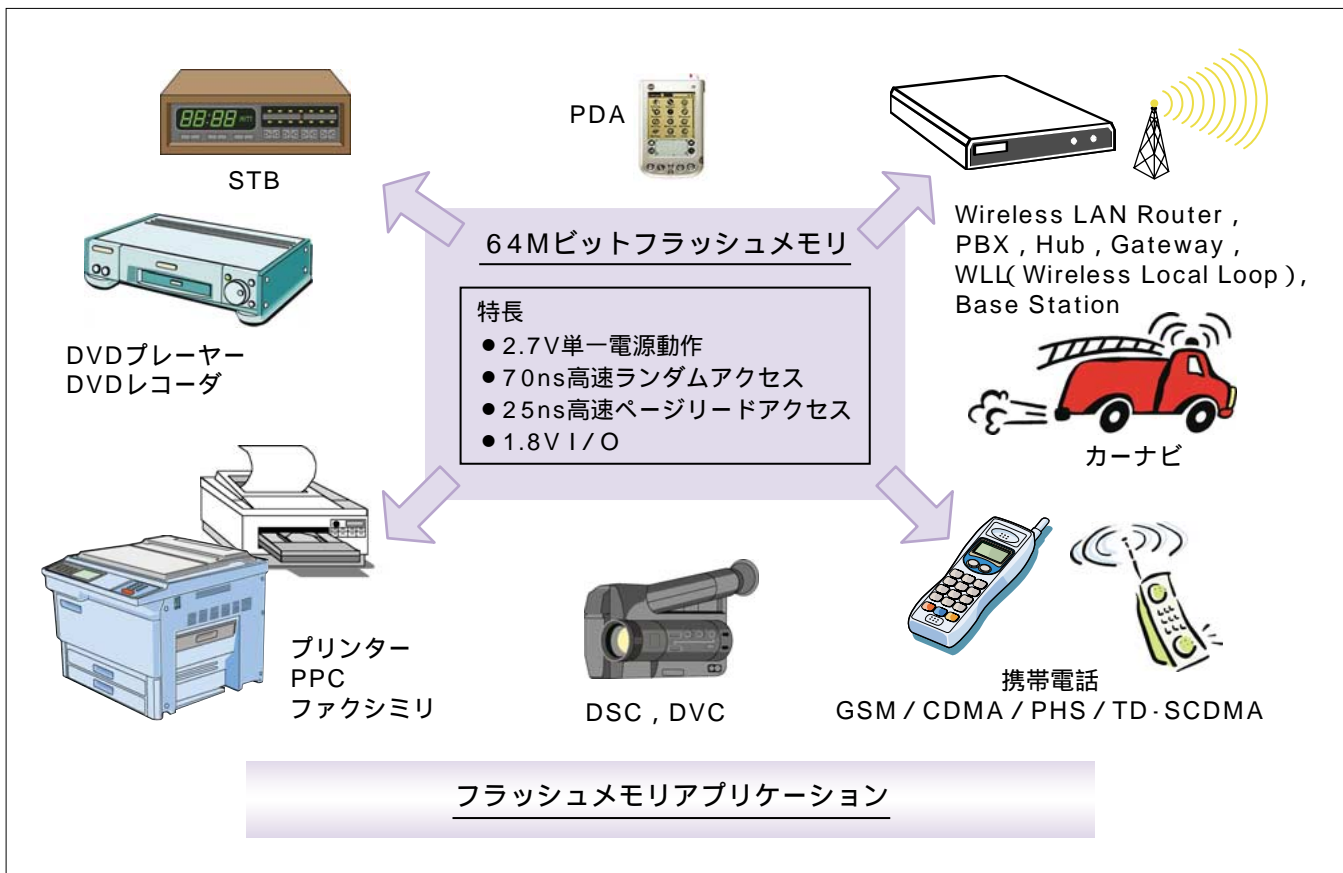 STB
PDA
DVDプレーヤー
DVDレコーダ
64Mビットフラッシュメモリ
特長
●2.7V単一電源動作
●70ns高速ランダムアクセス
●25ns高速ページリードアクセス
●1.8V I/O
Wireless LAN Router,
PBX, Hub, Gateway,
WLL(Wireless Local Loop),
Base Station
カーナビ
プリンター
PPC
ファクシミリ
DSC, DVC
携帯電話
GSM/CDMA/PHS/TD-SCDMA
フラッシュメモリアプリケーション